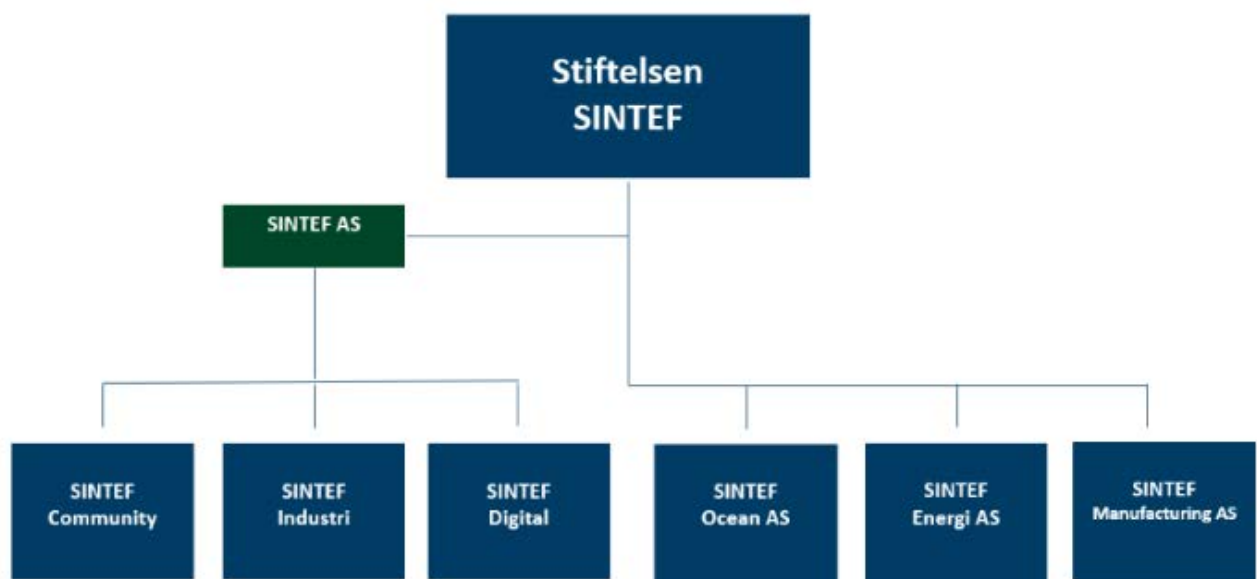 Stiftelsen
SINTEF
SINTEF AS
SINTEF
Community
SINTEF
Industri
SINTEF
Digital
SINTEF
Ocean AS
SINTEF
Energi AS
SINTEF
Manufacturing AS